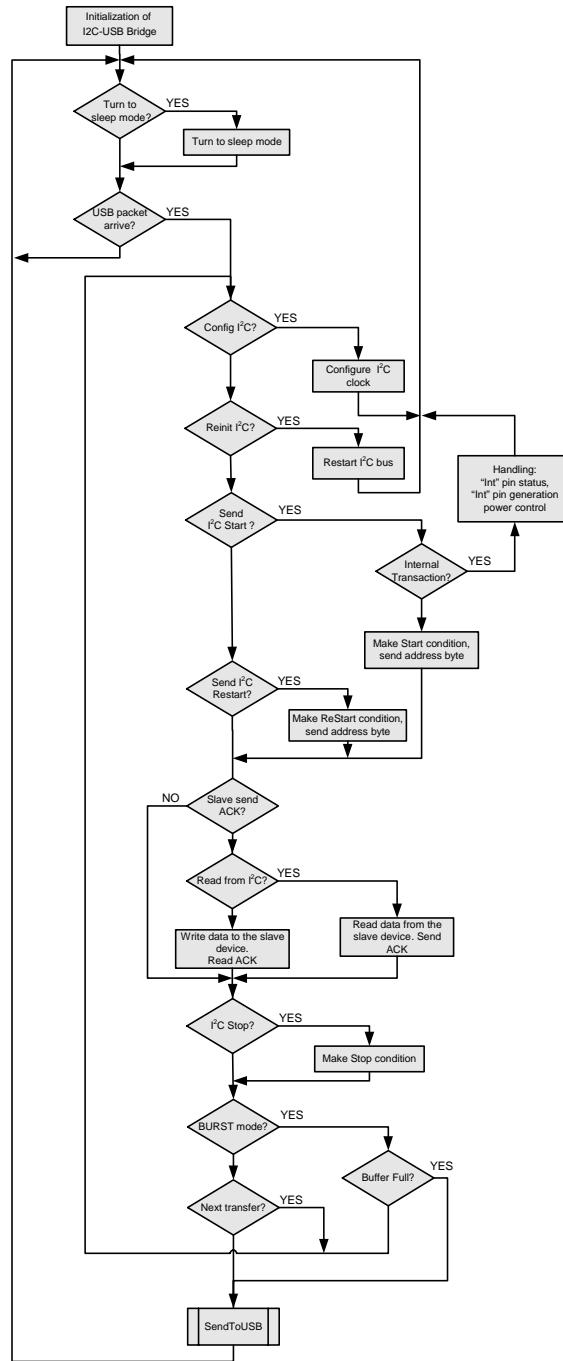 Initialization of
I2C-USB Bridge
Turn to
sleep mode?
YES
Turn to sleep mode
USB packet
arrive?
YES
Config I²C?
YES
Configure I²C
clock
Reinit I²C?
YES
Restart I²C bus
Handling:
“Int” pin status,
“Int” pin generation
power control
Send
I²C Start ?
YES
Internal
Transaction?
YES
Make Start condition,
send address byte
Send I²C
Restart?
YES
Make ReStart condition,
send address byte
NO
Slave send
ACK?
Read from I²C?
YES
Write data to the slave
device.
Read ACK
Read data from the
slave device. Send
ACK
I²C Stop?
YES
Make Stop condition
BURST mode?
YES
Buffer Full?
YES
Next transfer?
YES
SendToUSB